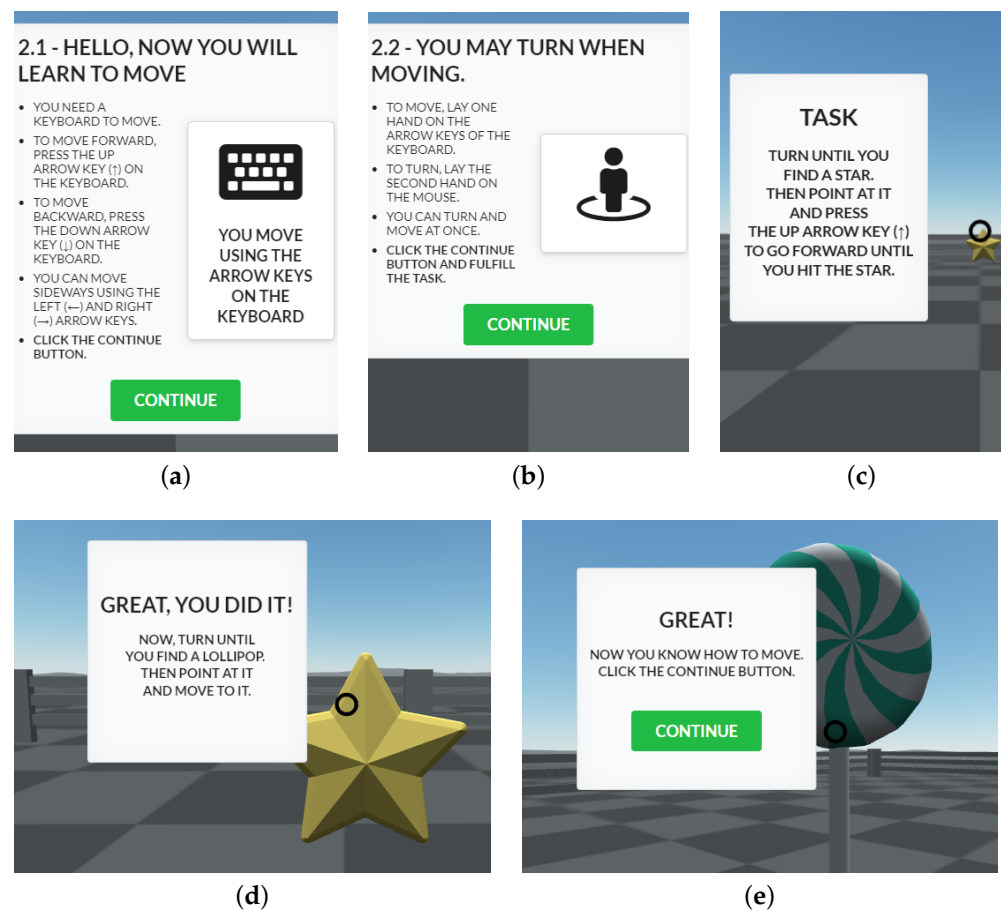 2.1 - HELLO, NOW YOU WILL
LEARN TO MOVE
• YOU NEED A
KEYBOARD TO MOVE.
• TO MOVE FORWARD,
PRESS THE UP
ARROW KEY (↑) ON
THE KEYBOARD.
• TO MOVE
BACKWARD, PRESS
THE DOWN ARROW
KEY (↓) ON THE
KEYBOARD.
• YOU CAN MOVE
SIDEWAYS USING THE
LEFT (←) AND RIGHT
(→) ARROW KEYS.
• CLICK THE CONTINUE
BUTTON.
YOU MOVE
USING THE
ARROW KEYS
ON THE
KEYBOARD
CONTINUE
(a)
2.2 - YOU MAY TURN WHEN
MOVING.
• TO MOVE, LAY ONE
HAND ON THE
ARROW KEYS OF THE
KEYBOARD.
• TO TURN, LAY THE
SECOND HAND ON
THE MOUSE.
• YOU CAN TURN AND
MOVE AT ONCE.
• CLICK THE CONTINUE
BUTTON AND FULFILL
THE TASK.
CONTINUE
(b)
TASK
TURN UNTIL YOU
FIND A STAR.
THEN POINT AT IT
AND PRESS
THE UP ARROW KEY (↑)
TO GO FORWARD UNTIL
YOU HIT THE STAR.
(c)
GREAT, YOU DID IT!
NOW, TURN UNTIL
YOU FIND A LOLLIPOP.
THEN POINT AT IT
AND MOVE TO IT.
(d)
GREAT!
NOW YOU KNOW HOW TO MOVE.
CLICK THE CONTINUE BUTTON.
CONTINUE
(e)